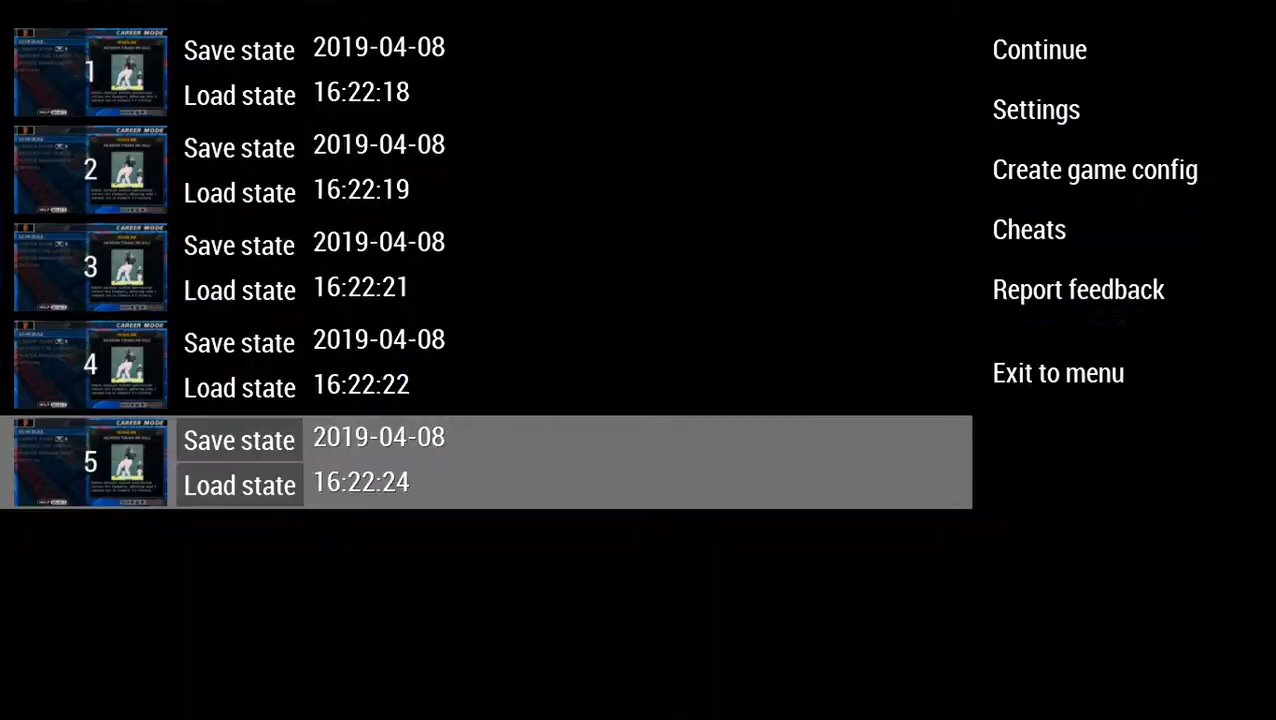 CAREER MODE
1
Save state 2019-04-08
Load state 16:22:18
CAREER MODE
2
Save state 2019-04-08
Load state 16:22:19
CAREER MODE
3
Save state 2019-04-08
Load state 16:22:21
CAREER MODE
4
Save state 2019-04-08
Load state 16:22:22
CAREER MODE
5
Save state 2019-04-08
Load state 16:22:24
Continue
Settings
Create game config
Cheats
Report feedback
Exit to menu